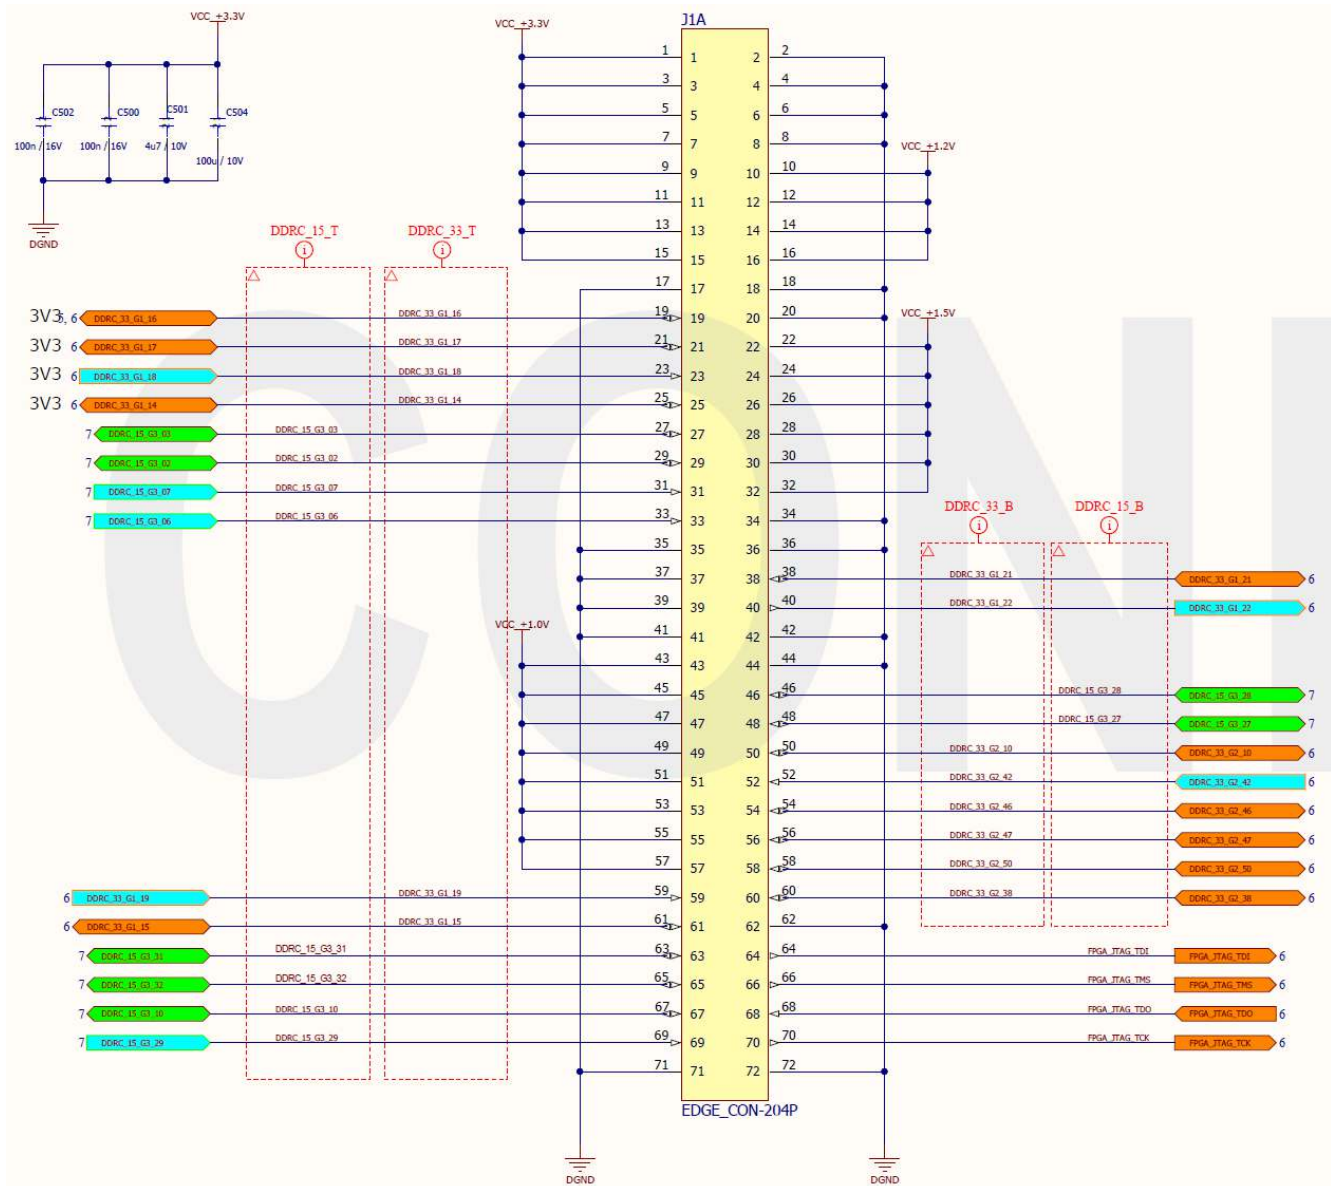 VCC_+3.3V
C502
C500
C501
C504
100n / 16V
100n / 16V
4u7 / 10V
100u / 10V
DGND
VCC_+3.3V
J1A
1 1 2 2
3 3 4 4
5 5 6 6
7 7 8 8
9 9 10 10
VCC_+1.2V
11 11 12 12
13 13 14 14
15 15 16 16
DDRC_15_T
i
DDRC_33_T
i
17 17 18 18
3V3 6 DDRC_33_G1_16 DDRC_33_G1_16 19 19 20 20
VCC_+1.5V
3V3 6 DDRC_33_G1_17 DDRC_33_G1_17 21 21 22 22
3V3 6 DDRC_33_G1_18 DDRC_33_G1_18 23 23 24 24
3V3 6 DDRC_33_G1_14 DDRC_33_G1_14 25 25 26 26
7 DDRC_15_G3_03 DDRC_15_G3_03 27 27 28 28
7 DDRC_15_G3_02 DDRC_15_G3_02 29 29 30 30
7 DDRC_15_G3_07 DDRC_15_G3_07 31 31 32 32
7 DDRC_15_G3_06 DDRC_15_G3_06 33 33 34 34
DDRC_33_B
i
DDRC_15_B
i
35 35 36 36
37 37 38 38 DDRC_33_G1_21 DDRC_33_G1_21 6
39 39 40 40 DDRC_33_G1_22 DDRC_33_G1_22 6
VCC_+1.0V
41 41 42 42
43 43 44 44
45 45 46 46 DDRC_15_G3_28 DDRC_15_G3_28 7
47 47 48 48 DDRC_15_G3_27 DDRC_15_G3_27 7
49 49 50 50 DDRC_33_G2_10 DDRC_33_G2_10 6
51 51 52 52 DDRC_33_G2_42 DDRC_33_G2_42 6
53 53 54 54 DDRC_33_G2_46 DDRC_33_G2_46 6
55 55 56 56 DDRC_33_G2_47 DDRC_33_G2_47 6
57 57 58 58 DDRC_33_G2_50 DDRC_33_G2_50 6
6 DDRC_33_G1_19 DDRC_33_G1_19 59 59 60 60 DDRC_33_G2_38 DDRC_33_G2_38 6
6 DDRC_33_G1_15 DDRC_33_G1_15 61 61 62 62
7 DDRC_15_G3_31 DDRC_15_G3_31 63 63 64 64 FPGA_JTAG_TDI FPGA_JTAG_TDI 6
7 DDRC_15_G3_32 DDRC_15_G3_32 65 65 66 66 FPGA_JTAG_TMS FPGA_JTAG_TMS 6
7 DDRC_15_G3_10 DDRC_15_G3_10 67 67 68 68 FPGA_JTAG_TDO FPGA_JTAG_TDO 6
7 DDRC_15_G3_29 DDRC_15_G3_29 69 69 70 70 FPGA_JTAG_TCK FPGA_JTAG_TCK 6
71 71 72 72
EDGE_CON-204P
DGND
DGND